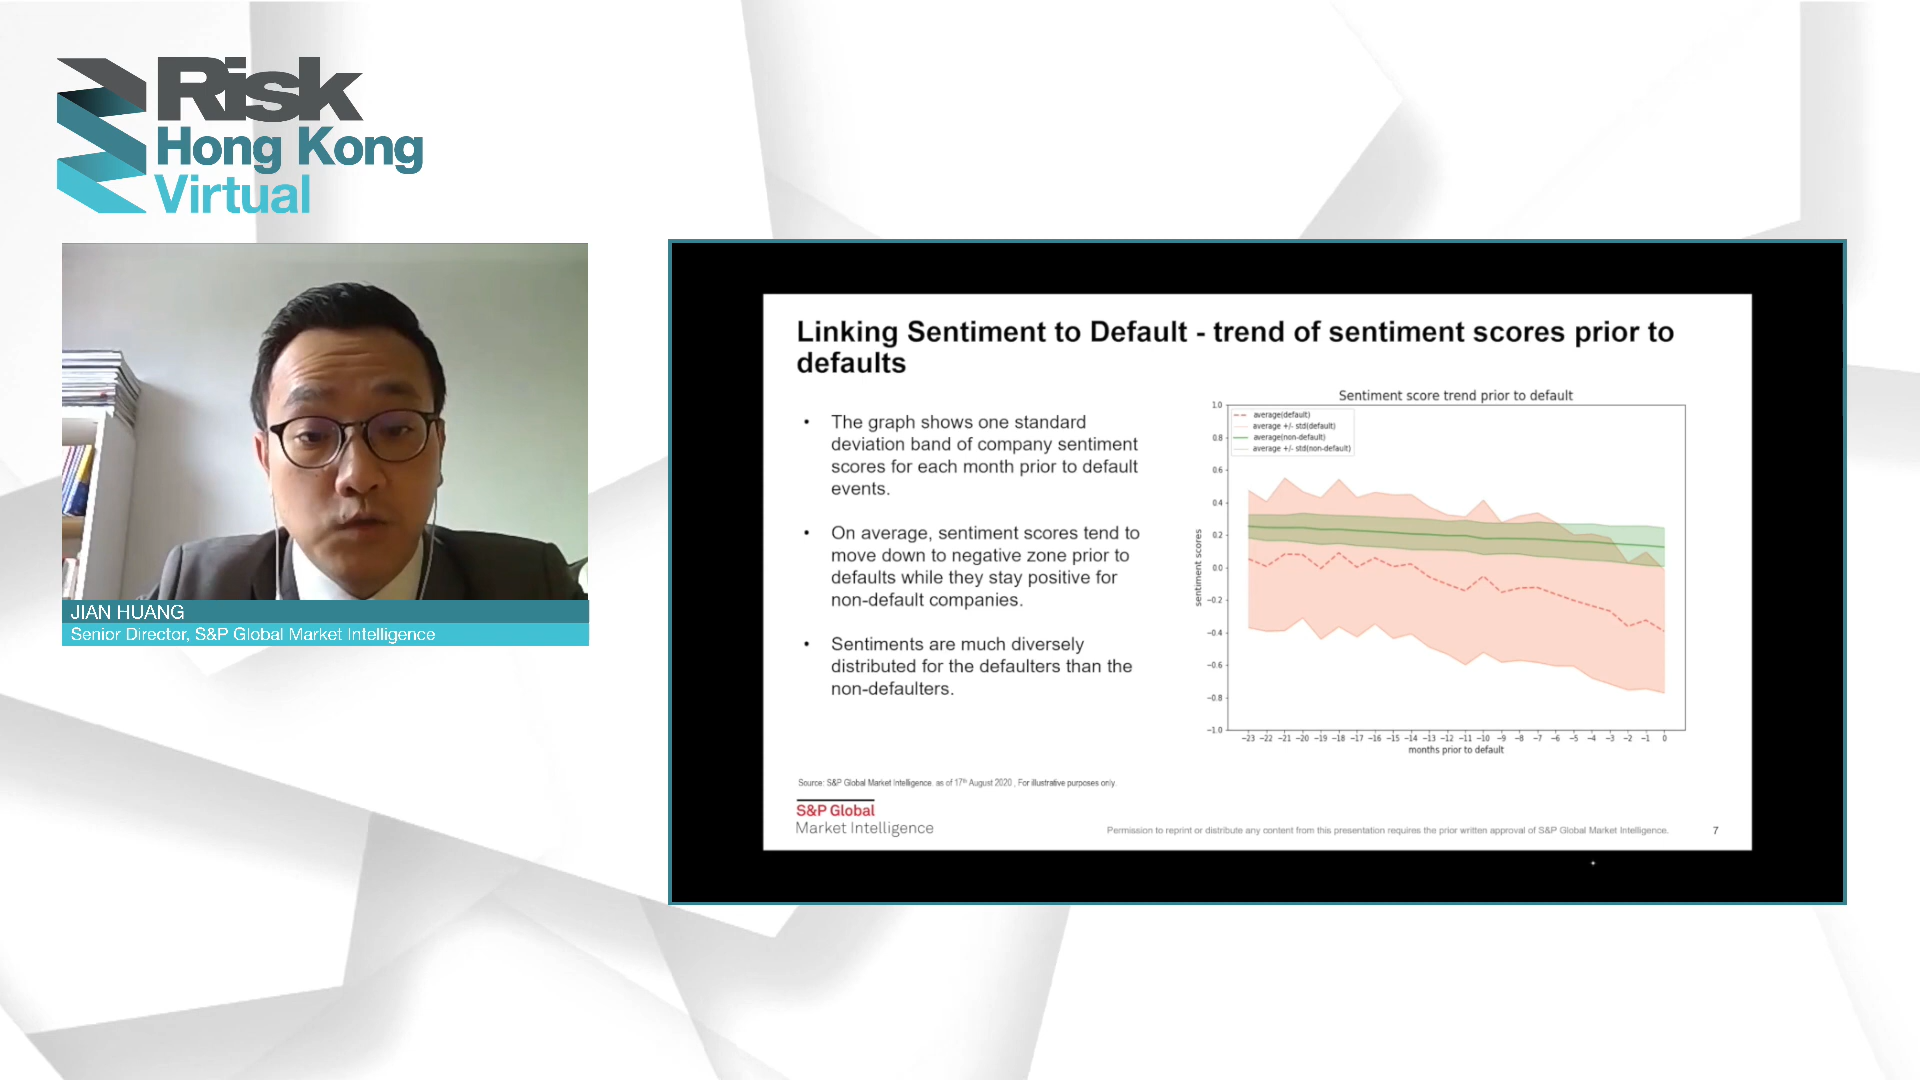 Risk
Hong Kong
Virtual
JIAN HUANG
Senior Director, S&P Global Market Intelligence
Linking Sentiment to Default - trend of sentiment scores prior to
defaults
• The graph shows one standard
deviation band of company sentiment
scores for each month prior to default
events.
• On average, sentiment scores tend to
move down to negative zone prior to
defaults while they stay positive for
non-default companies.
• Sentiments are much diversely
distributed for the defaulters than the
non-defaulters.
Sentiment score trend prior to default
average(default)
average +/- std(default)
average(non-default)
average +/- std(non-default)
sentiment scores
1.0
0.8
0.6
0.4
0.2
0.0
−0.2
−0.4
−0.6
−0.8
−1.0
−23 −22 −21 −20 −19 −18 −17 −16 −15 −14 −13 −12 −11 −10 −9 −8 −7 −6 −5 −4 −3 −2 −1 0
months prior to default
Source: S&P Global Market Intelligence. as of 17th August 2020 . For illustrative purposes only.
S&P Global
Market Intelligence
Permission to reprint or distribute any content from this presentation requires the prior written approval of S&P Global Market Intelligence.
7